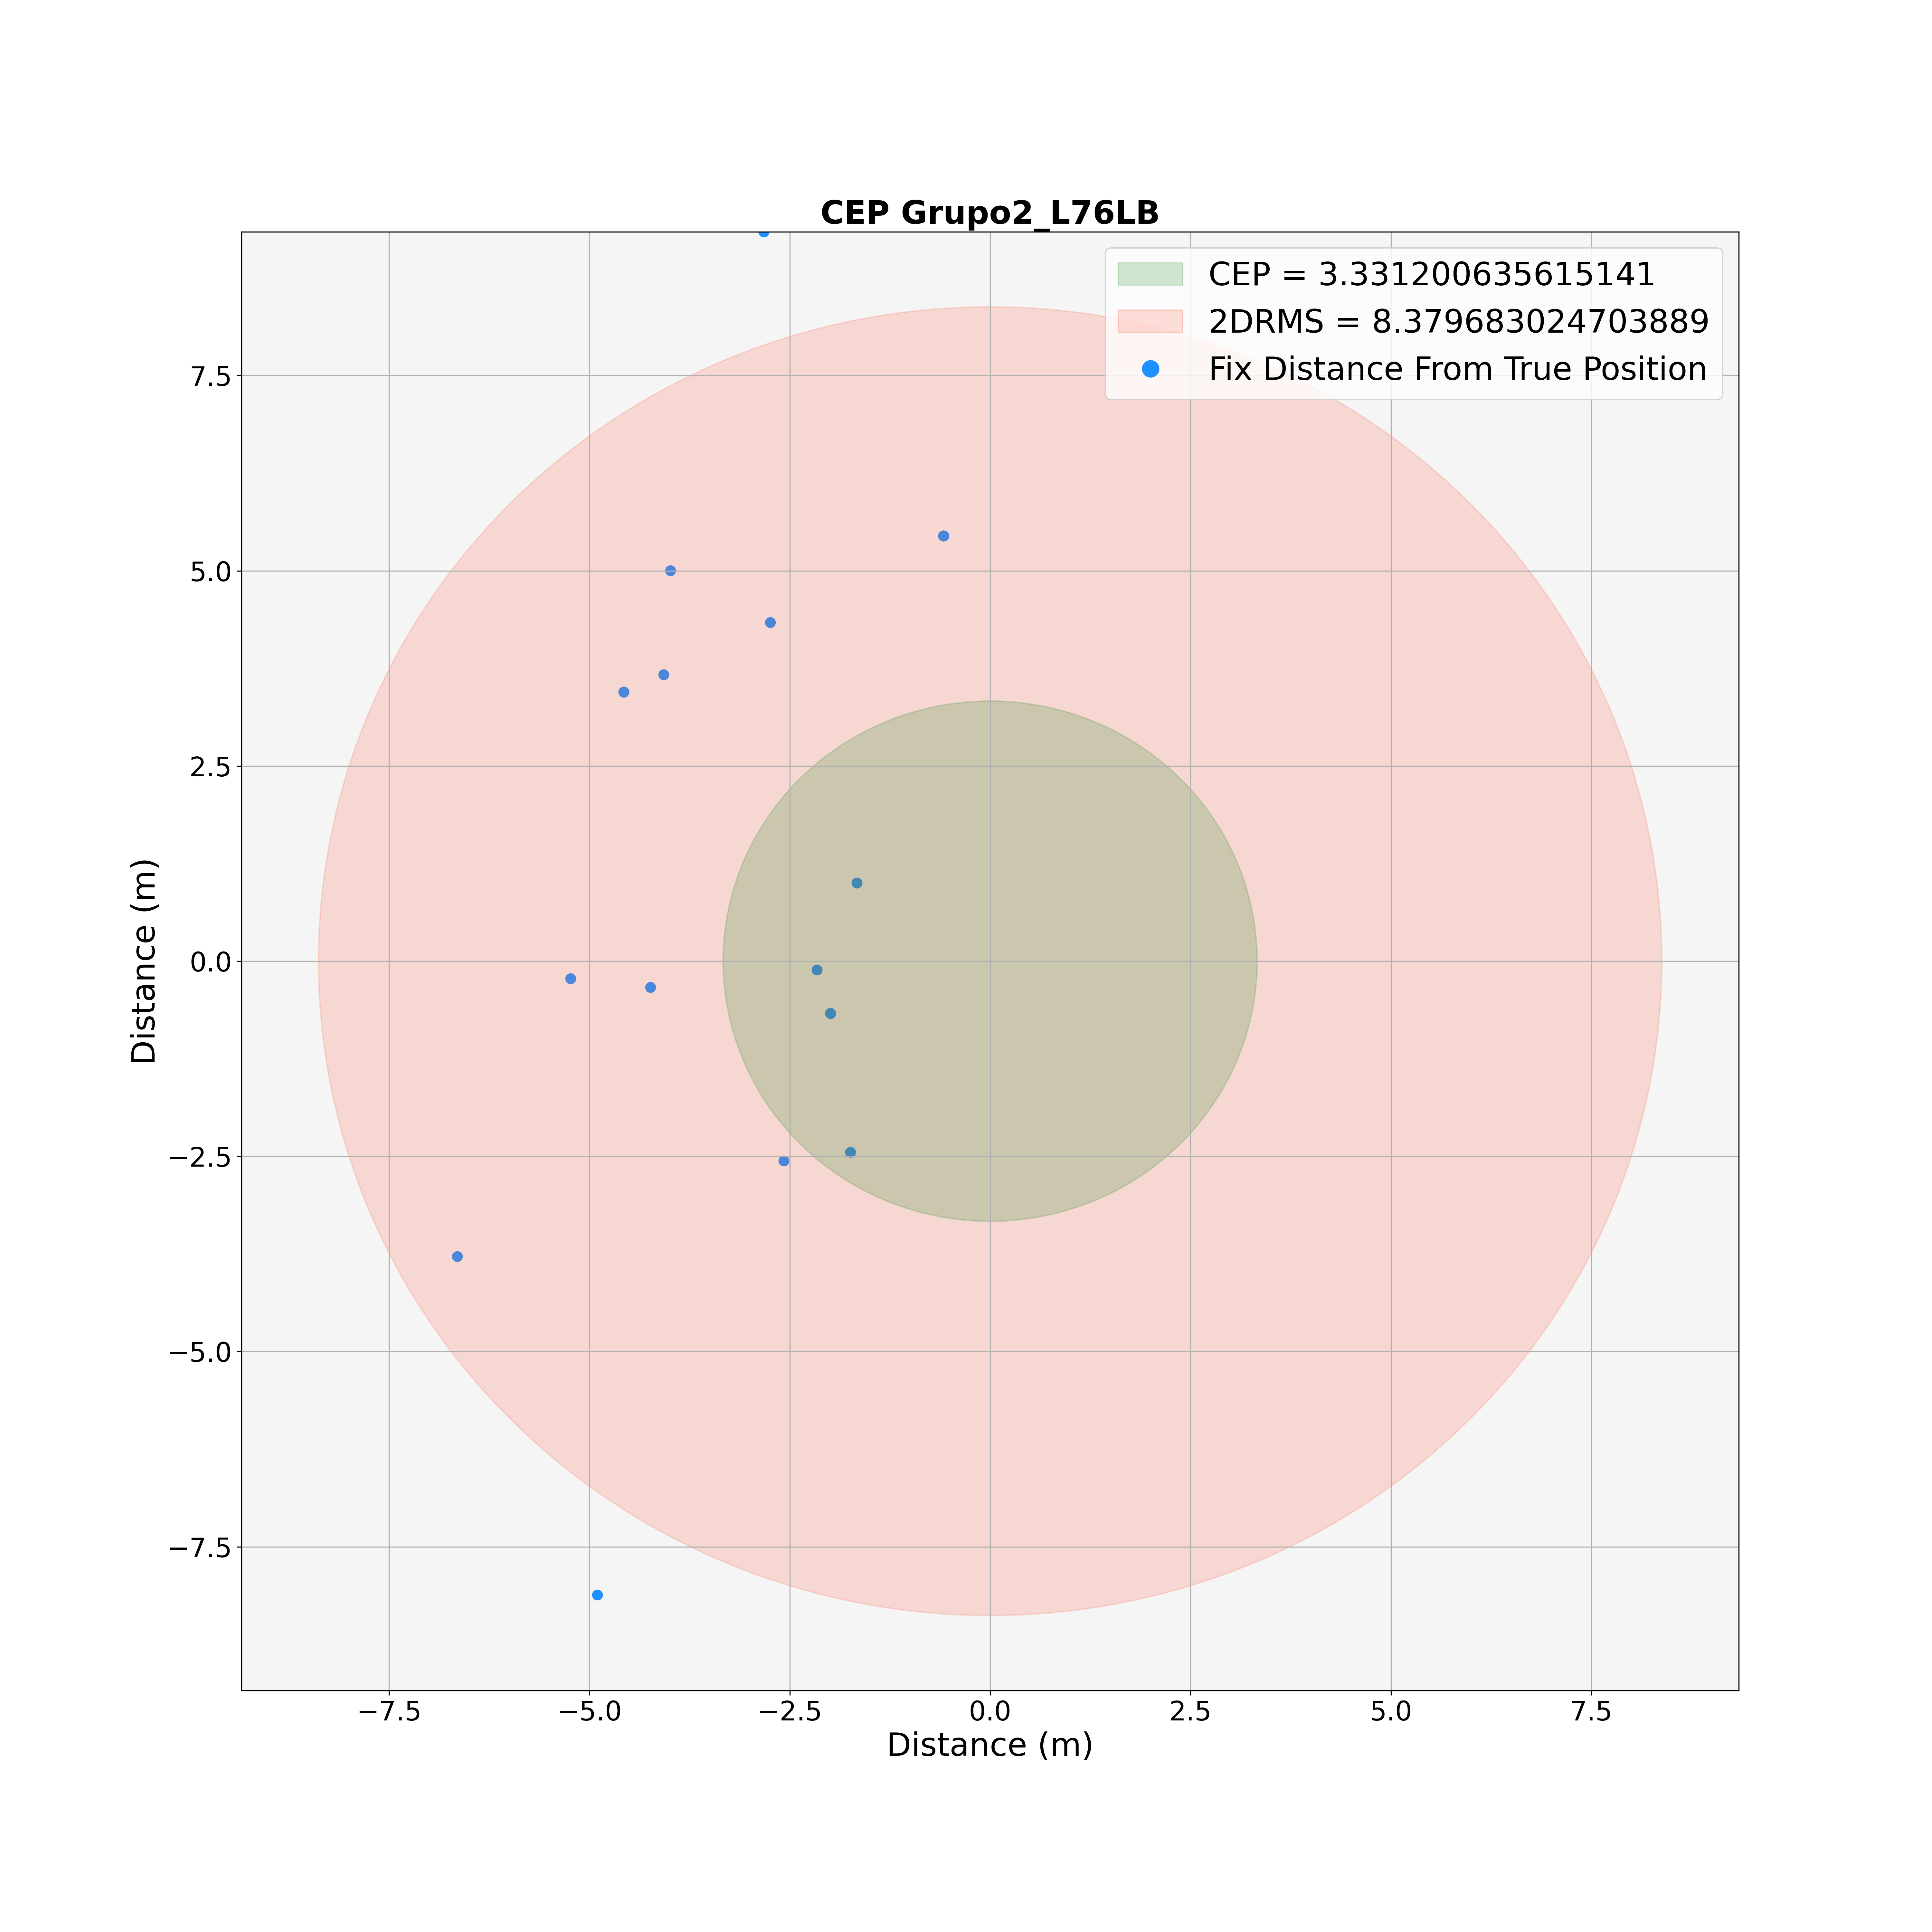 CEP Grupo2_L76LB
CEP = 3.331200635615141
2DRMS = 8.379683024703889
Fix Distance From True Position
7.5
5.0
2.5
0.0
−2.5
−5.0
−7.5
Distance (m)
−7.5 −5.0 −2.5 0.0 2.5 5.0 7.5
Distance (m)